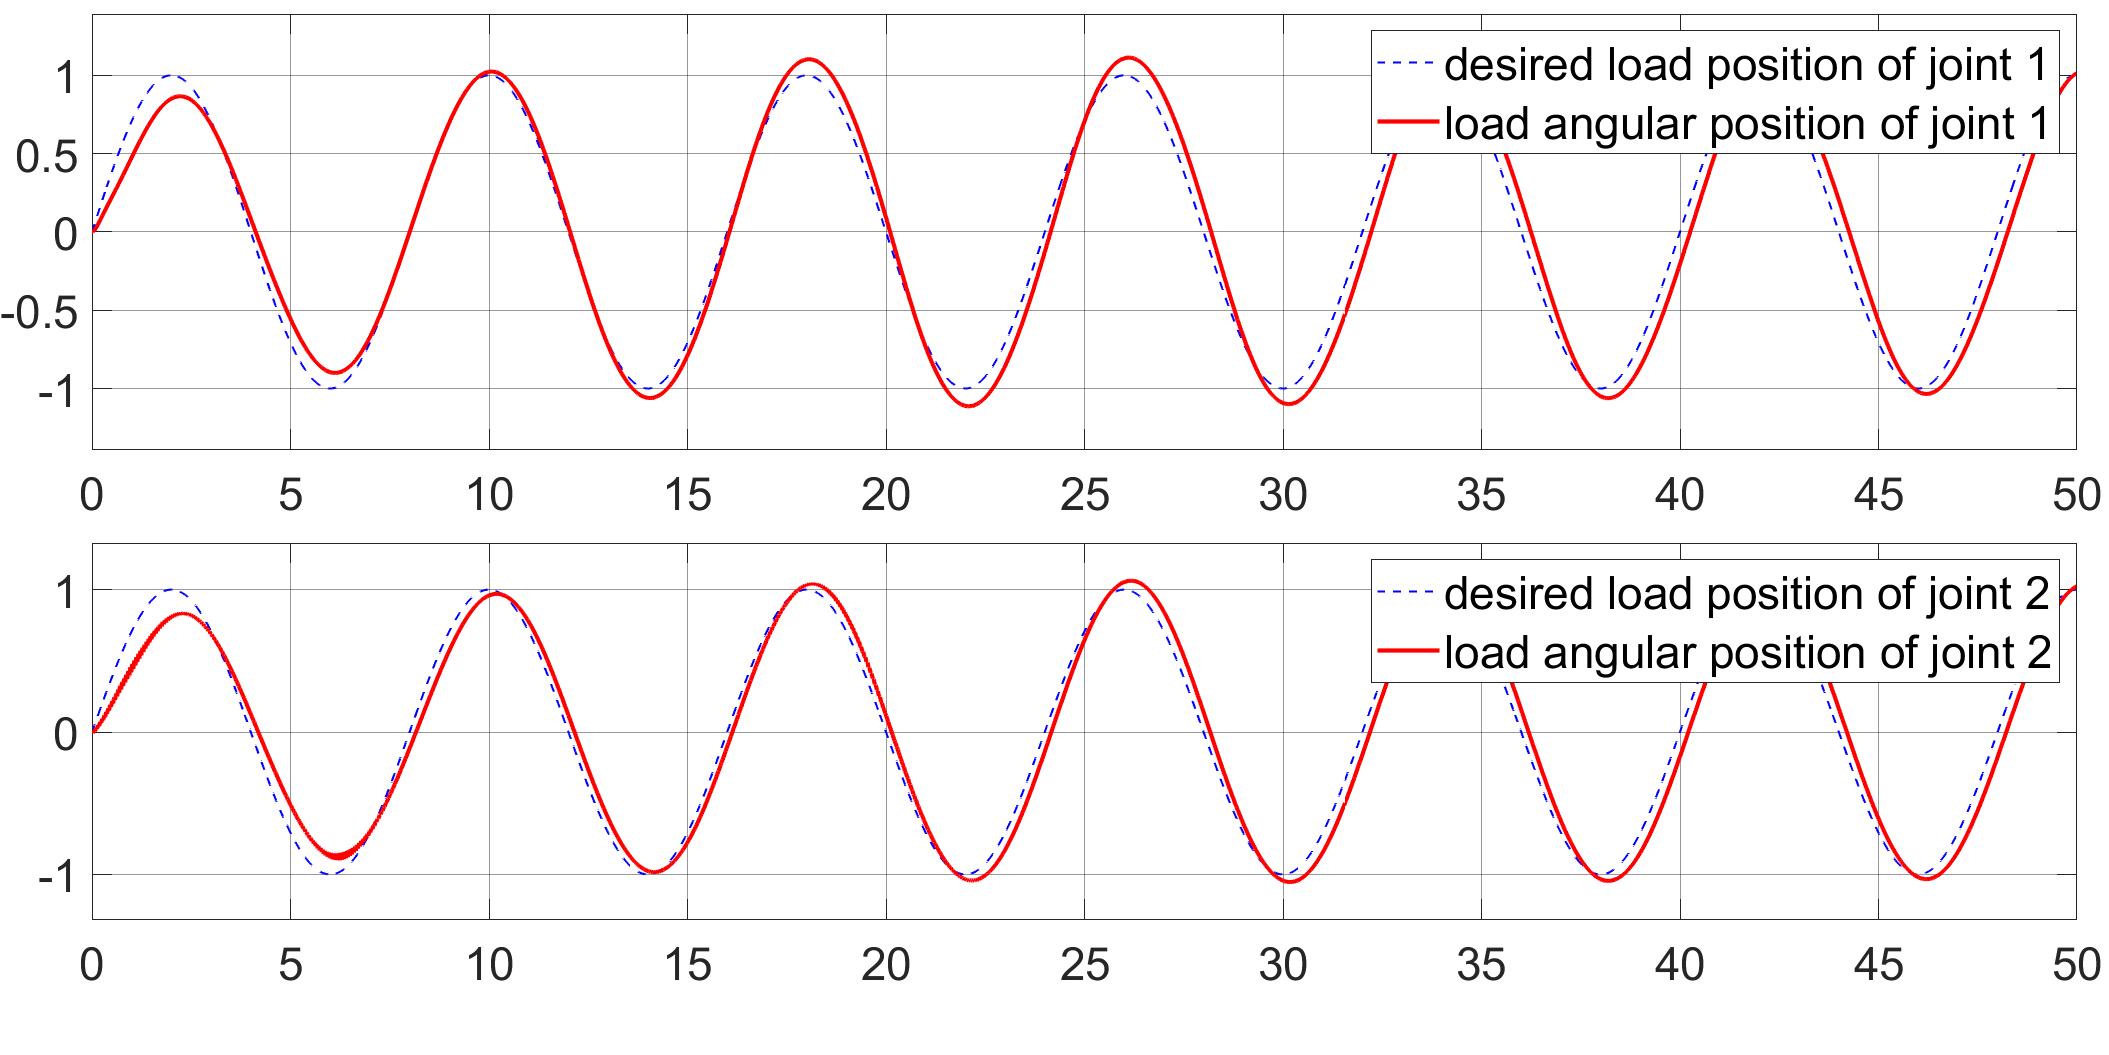 desired load position of joint 1
load angular position of joint 1
1
0.5
0
-0.5
-1
0 5 10 15 20 25 30 35 40 45 50
desired load position of joint 2
load angular position of joint 2
1
0
-1
0 5 10 15 20 25 30 35 40 45 50